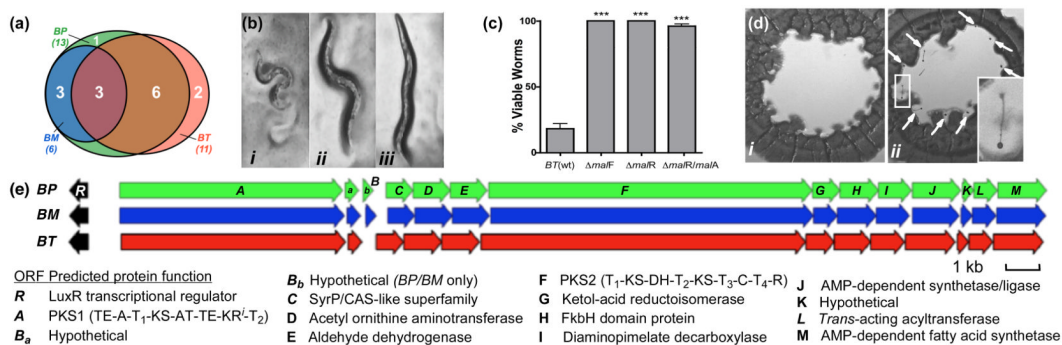 (a)
BP
(13)
1
3
3
6
2
BM
(6)
BT
(11)
(b)
i
ii
iii
(c)
% Viable Worms
100
50
0
***
***
***
BT(wt)
ΔmalF
ΔmalR
ΔmalR/malA
(d)
i
ii
(e)
BP
R
A
a
b
B
C
D
E
F
G
H
I
J
K
L
M
BM
BT
1 kb
ORF Predicted protein function
R LuxR transcriptional regulator
A PKS1 (TE-A-T₁-KS-AT-TE-KRⁱ-T₂)
Bₐ Hypothetical
B_b Hypothetical (BP/BM only)
C SyrP/CAS-like superfamily
D Acetyl ornithine aminotransferase
E Aldehyde dehydrogenase
F PKS2 (T₁-KS-DH-T₂-KS-T₃-C-T₄-R)
G Ketol-acid reductoisomerase
H FkbH domain protein
I Diaminopimelate decarboxylase
J AMP-dependent synthetase/ligase
K Hypothetical
L Trans-acting acyltransferase
M AMP-dependent fatty acid synthetase